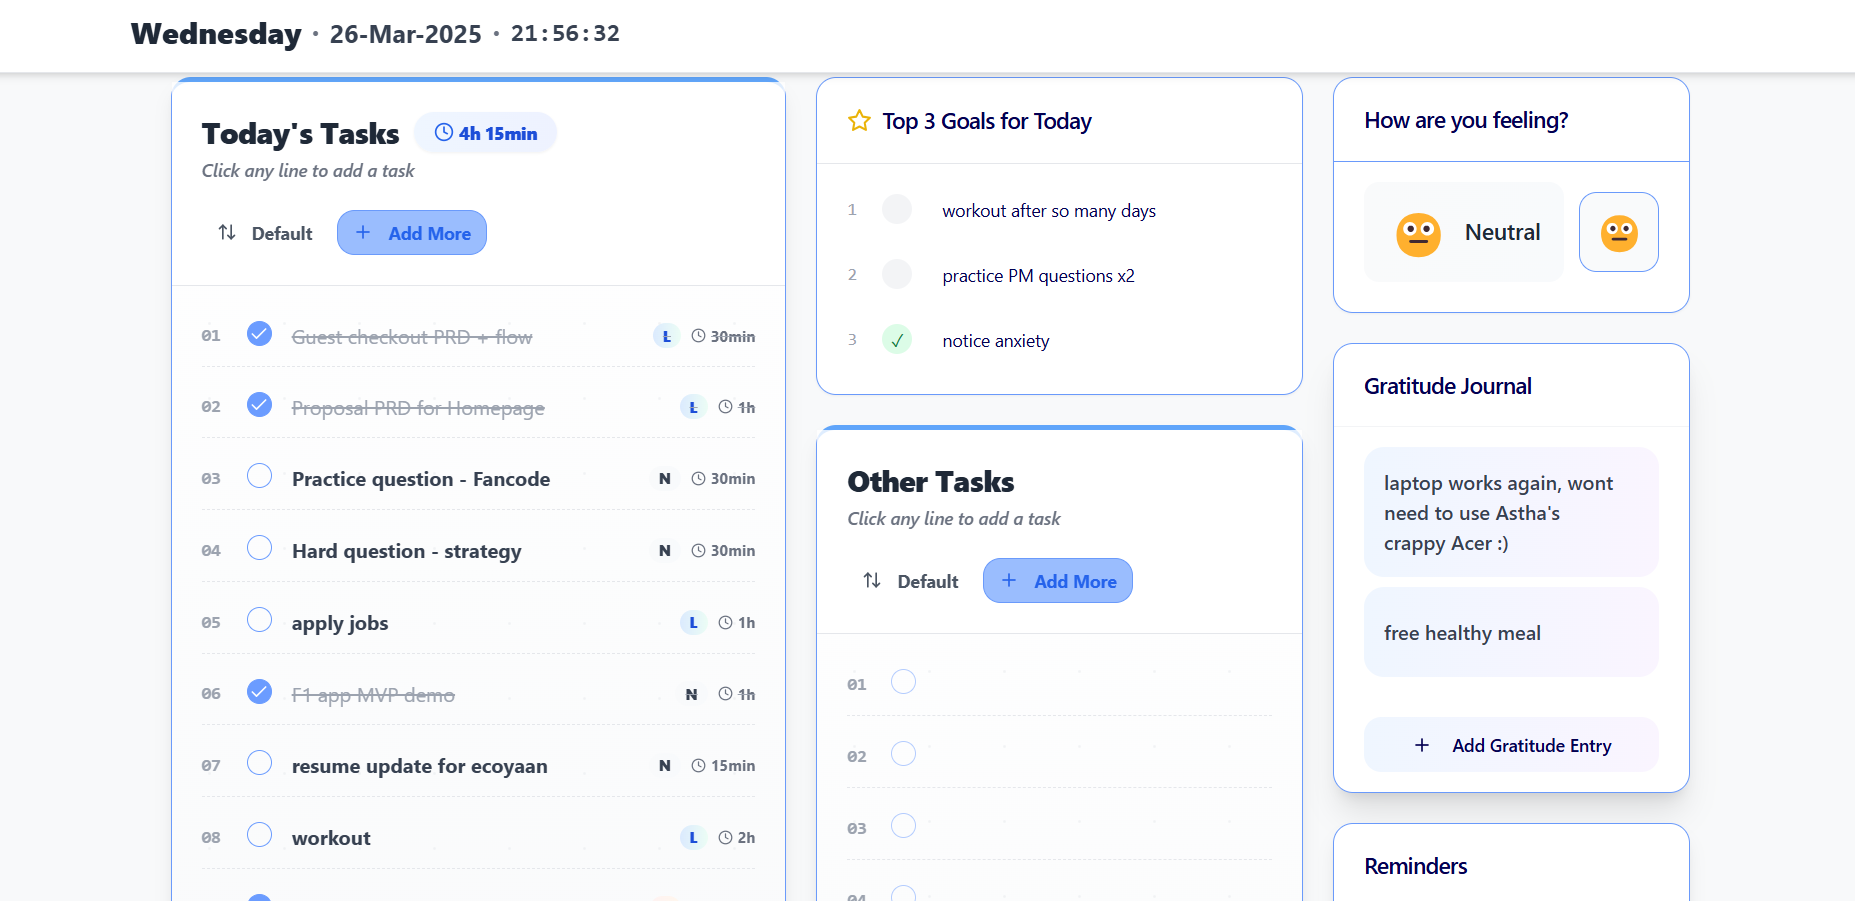 Wednesday • 26-Mar-2025 • 21:56:32
Today's Tasks 4h 15min
Click any line to add a task
Default + Add More
01 Guest checkout PRD + flow L 30min
02 Proposal PRD for Homepage L 1h
03 Practice question - Fancode N 30min
04 Hard question - strategy N 30min
05 apply jobs L 1h
06 F1 app MVP demo N 1h
07 resume update for ecoyaan N 15min
08 workout L 2h
Top 3 Goals for Today
1 workout after so many days
2 practice PM questions x2
3 ✓ notice anxiety
Other Tasks
Click any line to add a task
Default + Add More
01
02
03
04
How are you feeling?
Neutral
Gratitude Journal
laptop works again, wont
need to use Astha's
crappy Acer :)
free healthy meal
+ Add Gratitude Entry
Reminders